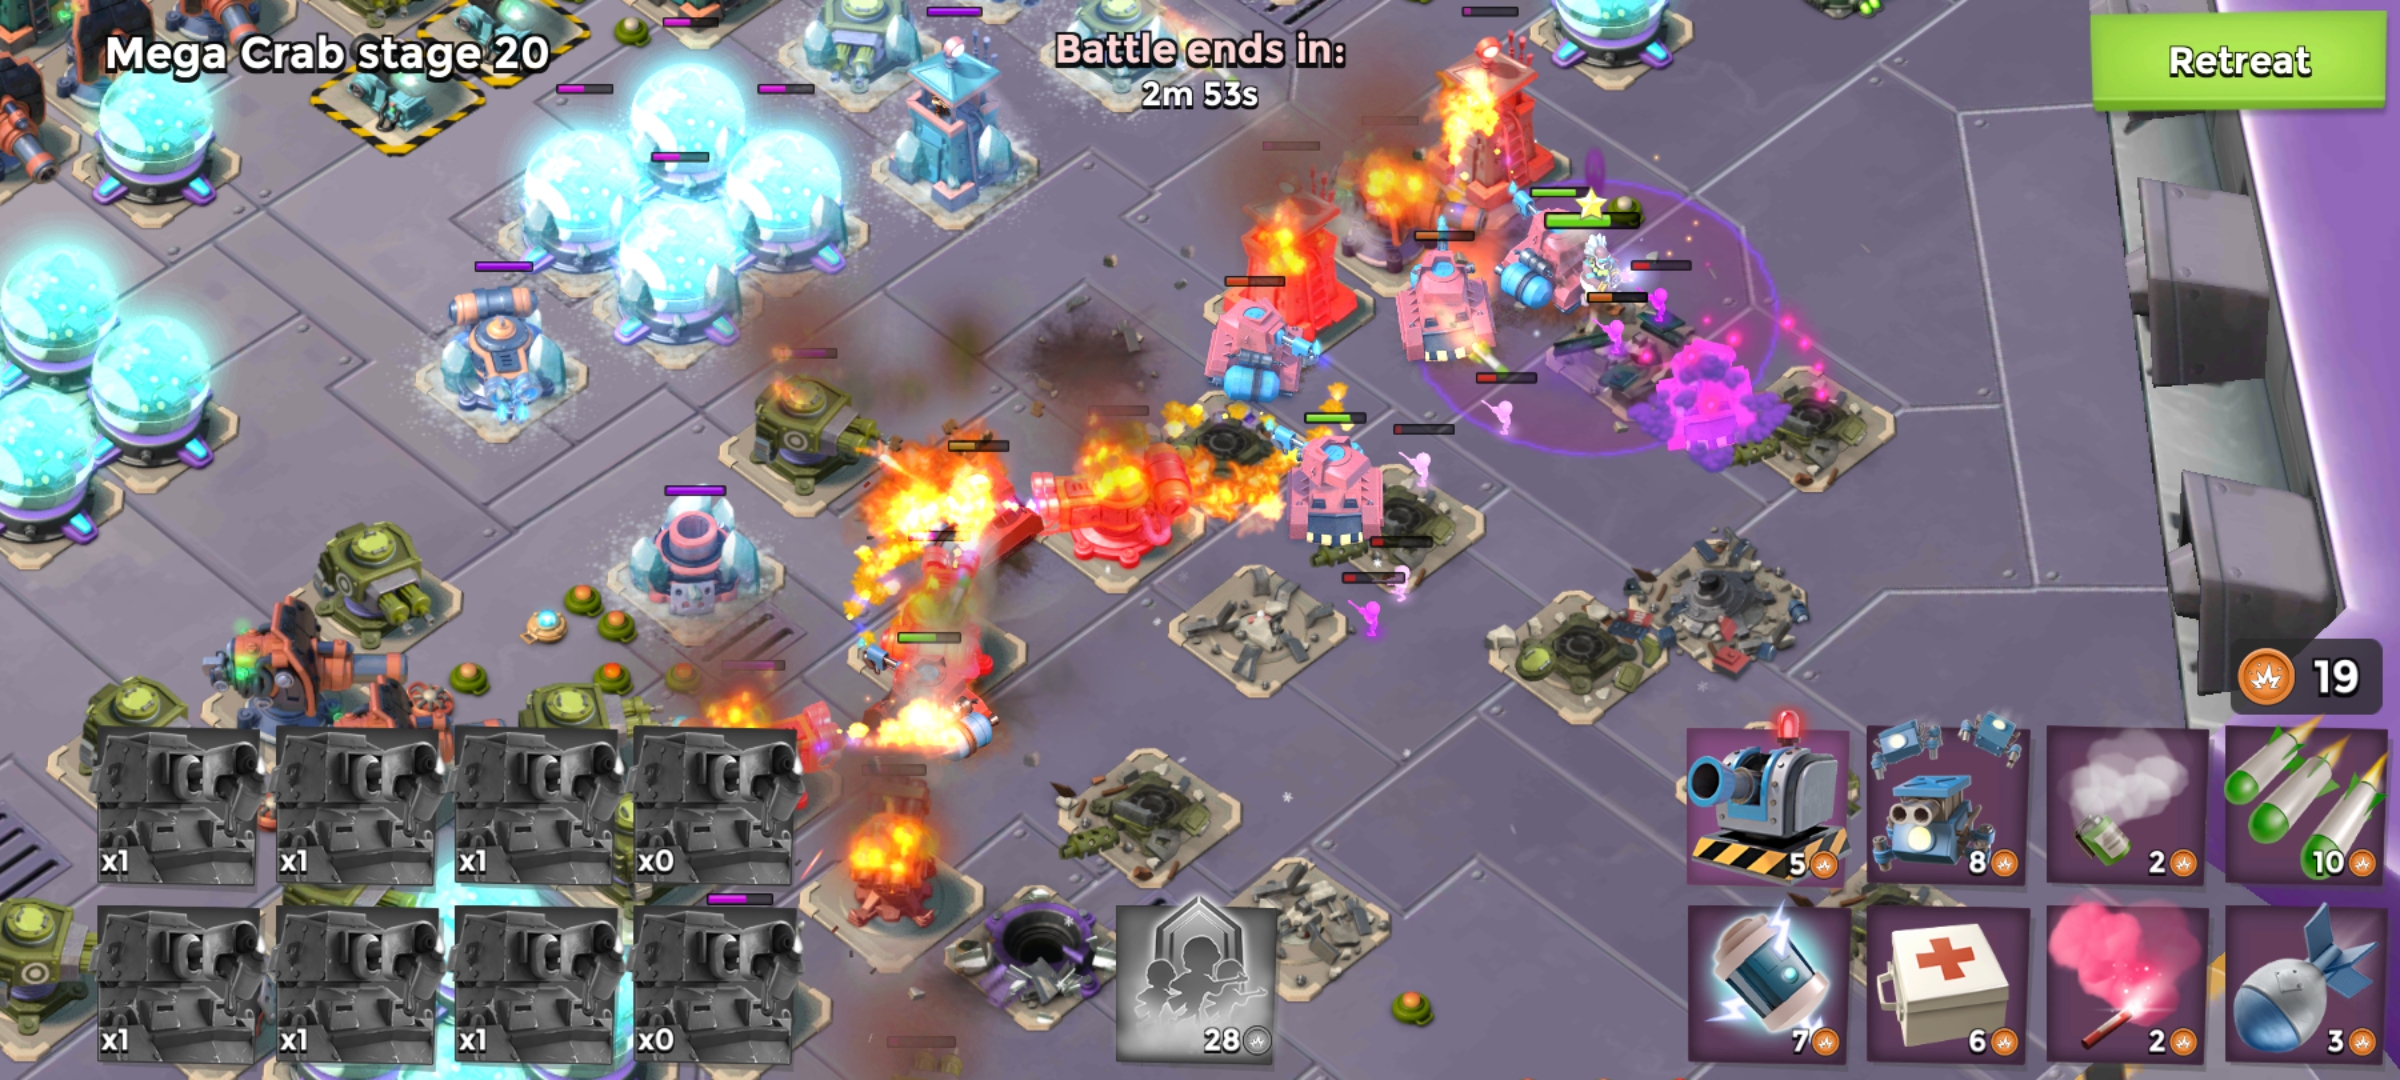 Mega Crab stage 20
Battle ends in:
2m 53s
Retreat
19
x1
x1
x1
x0
5
8
2
10
x1
x1
x1
x0
28
7
6
2
3